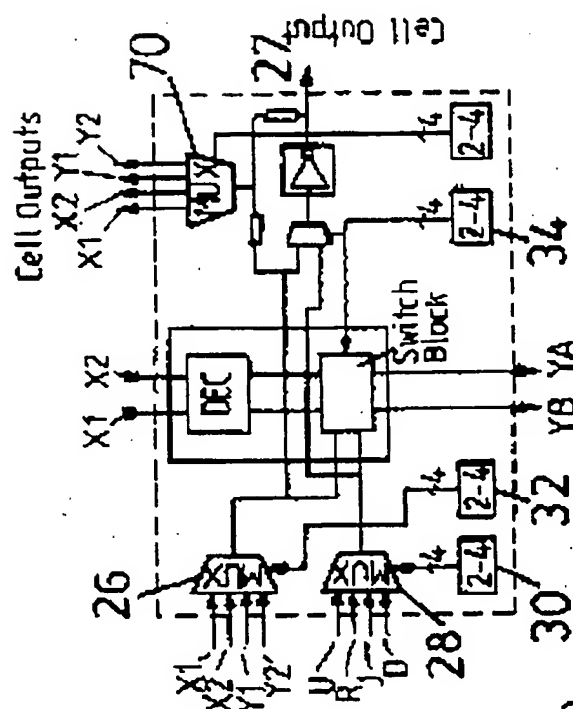 Cell Outputs
X1
X2
Y1
Y2
70
MUX
X1
X2
DEC
27
Cell Output
26
MUX
X1
X2
Y1
Y2
U
R
D
28
MUX
Switch
Block
4
4
4
4
30
2-4
32
2-4
YB
YA
34
2-4
2-4